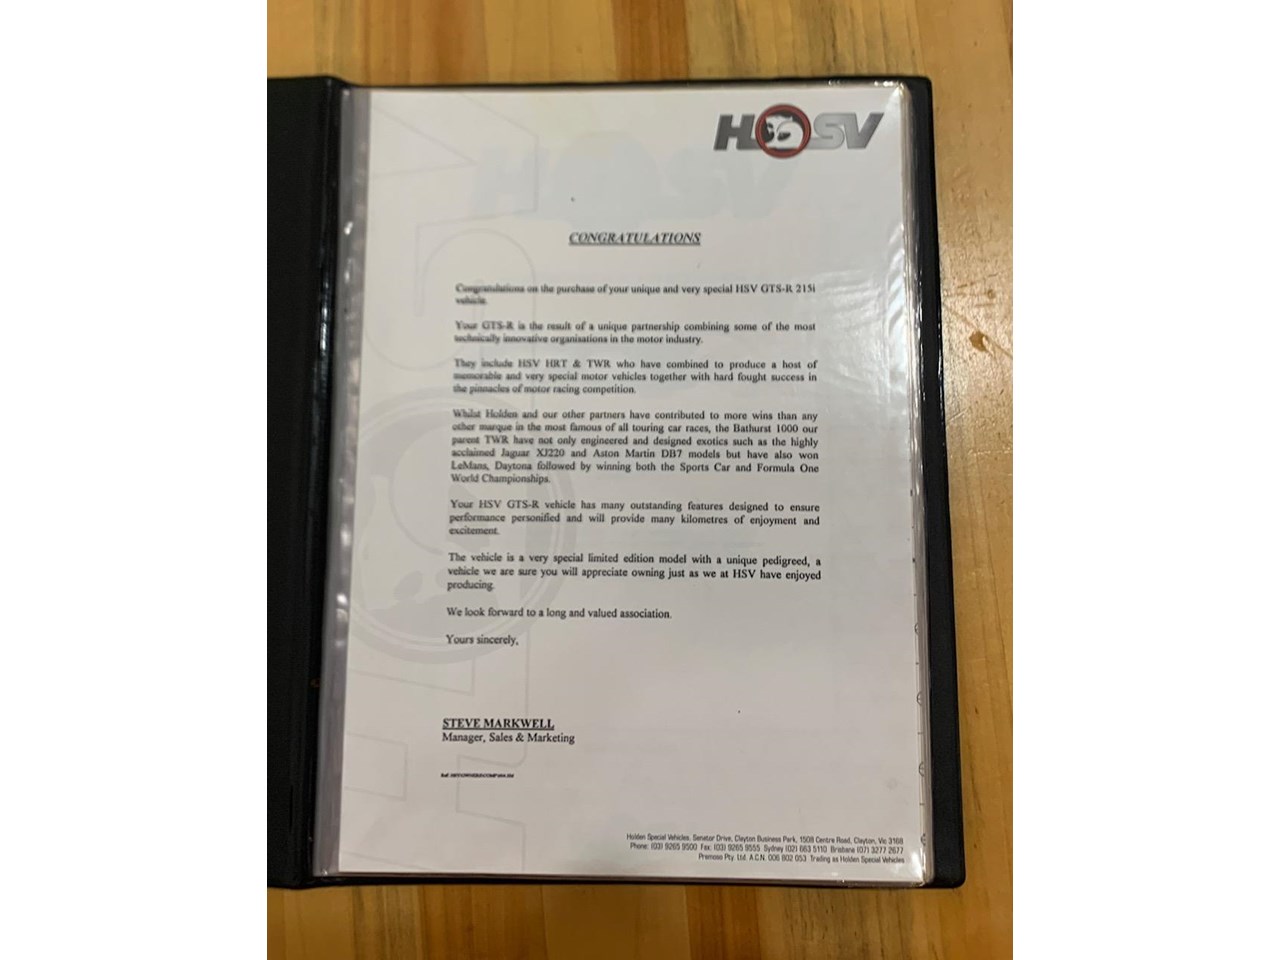 HSV
CONGRATULATIONS
Congratulations on the purchase of your unique and very special HSV GTS-R 215i
vehicle.
Your GTS-R is the result of a unique partnership combining some of the most
technically innovative organisations in the motor industry.
They include HSV HRT & TWR who have combined to produce a host of
memorable and very special motor vehicles together with hard fought success in
the pinnacles of motor racing competition.
Whilst Holden and our other partners have contributed to more wins than any
other marque in the most famous of all touring car races, the Bathurst 1000 our
parent TWR have not only engineered and designed exotics such as the highly
acclaimed Jaguar XJ220 and Aston Martin DB7 models but have also won
LeMans, Daytona followed by winning both the Sports Car and Formula One
World Championships.
Your HSV GTS-R vehicle has many outstanding features designed to ensure
performance personified and will provide many kilometres of enjoyment and
excitement.
The vehicle is a very special limited edition model with a unique pedigreed, a
vehicle we are sure you will appreciate owning just as we at HSV have enjoyed
producing.
We look forward to a long and valued association.
Yours sincerely,
STEVE MARKWELL
Manager, Sales & Marketing
Holden Special Vehicles. Senator Drive, Clayton Business Park, 1508 Centre Road, Clayton, Vic 3168
Phone: (03) 9265 9500 Fax: (03) 9265 9555 Sydney (02) 663 5110 Brisbane (07) 3277 2677
Premoso Pty. Ltd. A.C.N. 006 802 053 Trading as Holden Special Vehicles